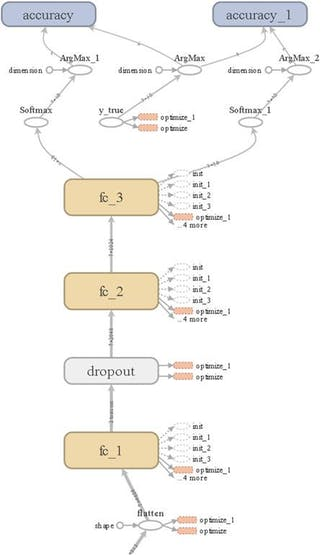 accuracy
accuracy_1
ArgMax_1
ArgMax
ArgMax_2
dimension
dimension
dimension
Softmax
y_true
Softmax_1
optimize_1
optimize
fc_3
init
init_1
init_2
init_3
optimize_1
... 4 more
fc_2
init
init_1
init_2
init_3
optimize_1
... 4 more
dropout
optimize_1
optimize
fc_1
init
init_1
init_2
init_3
optimize_1
... 4 more
flatten
shape
optimize_1
optimize